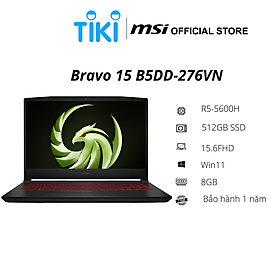 TIKI msi OFFICIAL STORE
Bravo 15 B5DD-276VN
R5-5600H
512GB SSD
15.6FHD
Win11
8GB
Bảo hành 1 năm